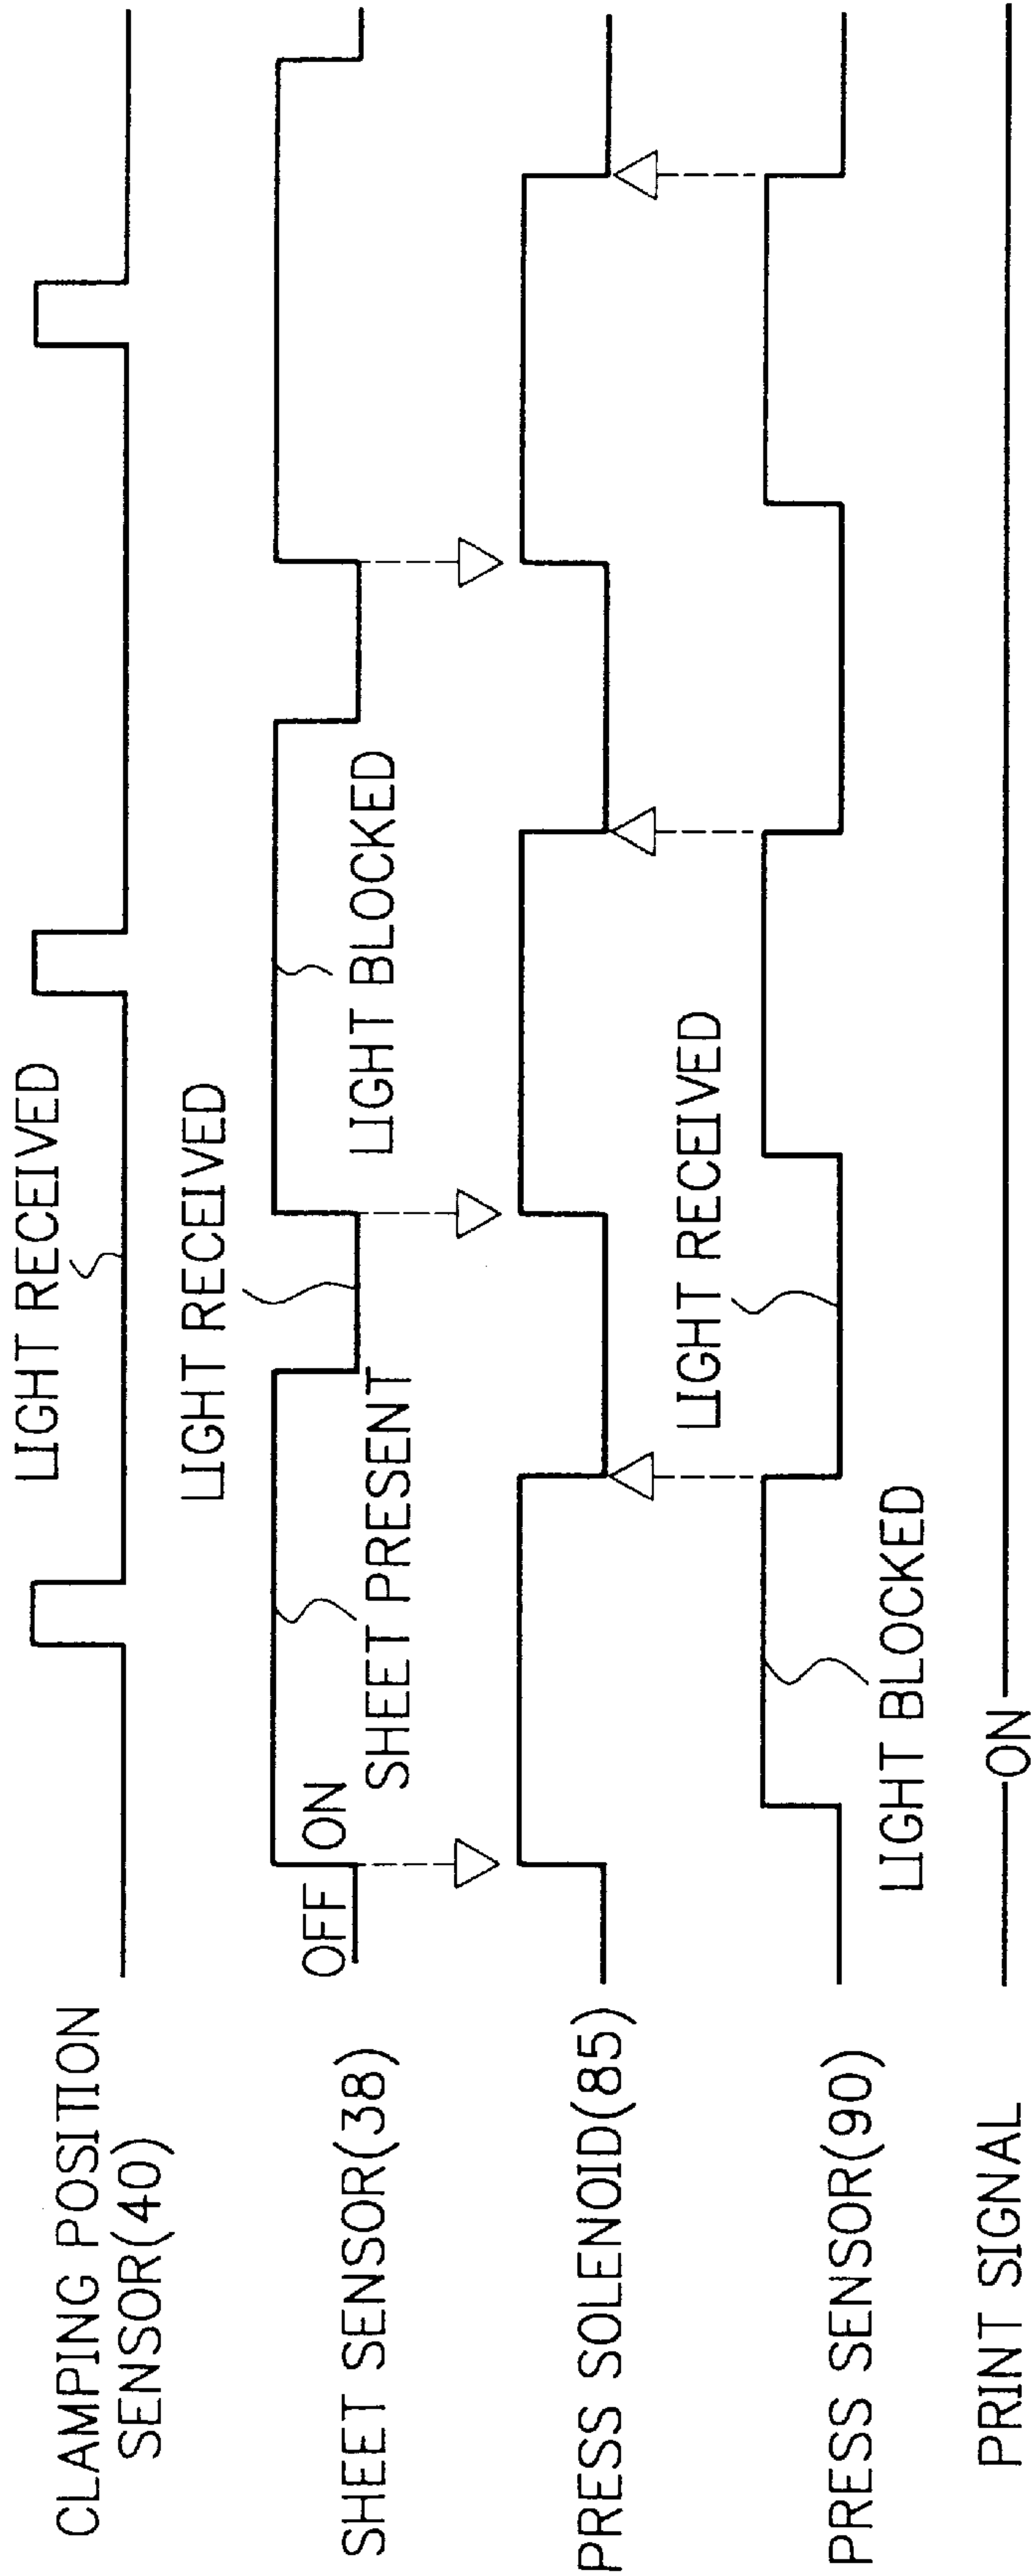 CLAMPING POSITION
SENSOR(40)
LIGHT RECEIVED
SHEET SENSOR(38)
OFF
ON
SHEET PRESENT
LIGHT RECEIVED
LIGHT BLOCKED
PRESS SOLENOID(85)
PRESS SENSOR(90)
LIGHT BLOCKED
LIGHT RECEIVED
PRINT SIGNAL
ON